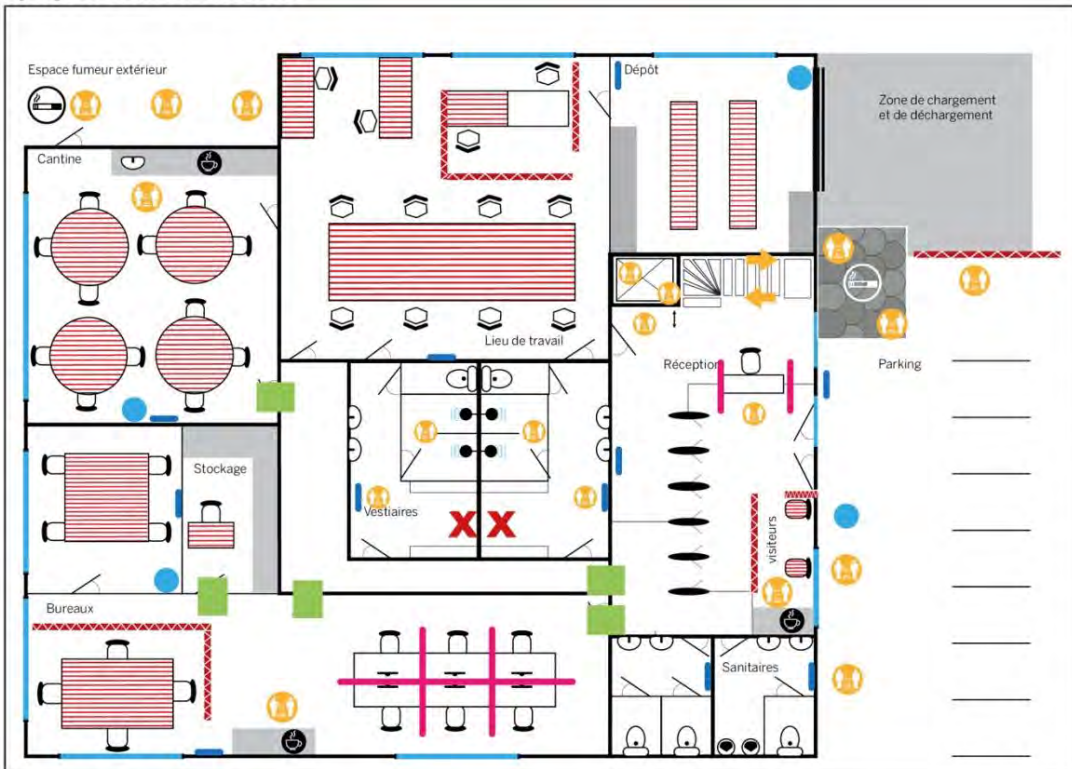 Espace fumeur extérieur
Dépôt
Zone de chargement
et de déchargement
Cantine
Lieu de travail
Réception
Parking
Stockage
Vestiaires
visiteurs
Bureaux
Sanitaires